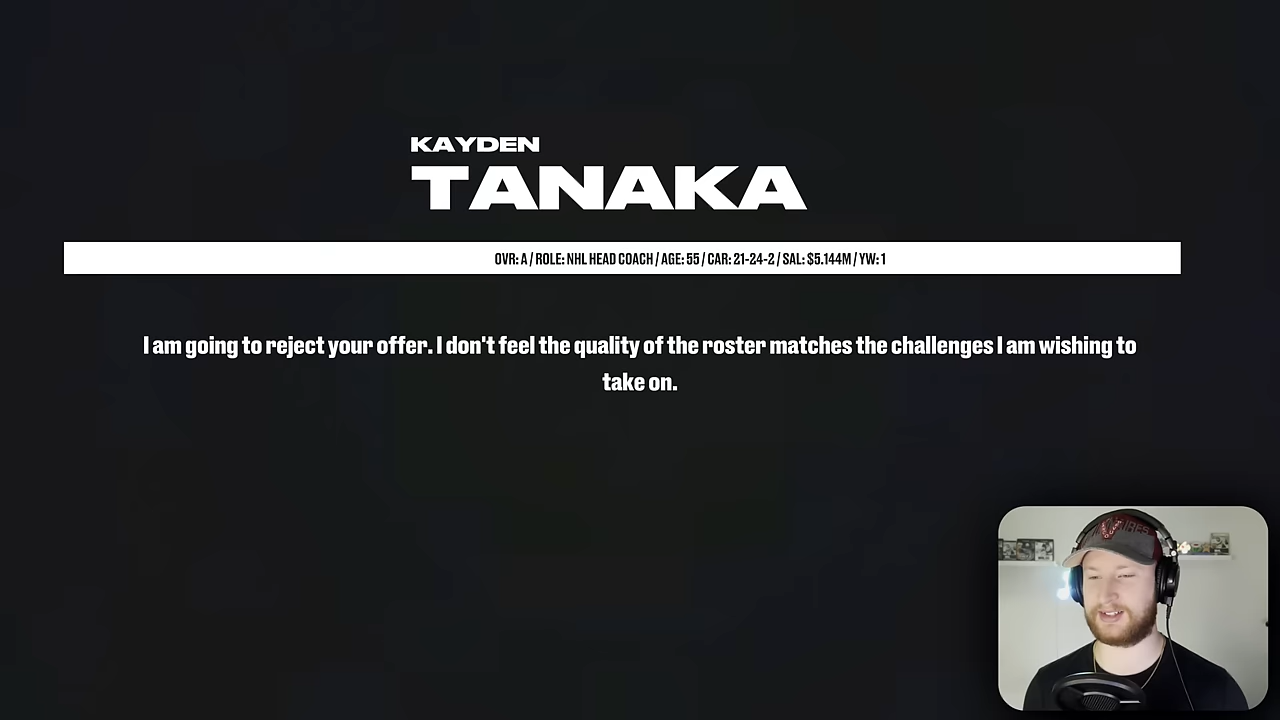 KAYDEN
TANAKA
OVR: A / ROLE: NHL HEAD COACH / AGE: 55 / CAR: 21-24-2 / SAL: $5.144M / YW: 1
I am going to reject your offer. I don't feel the quality of the roster matches the challenges I am wishing to
take on.